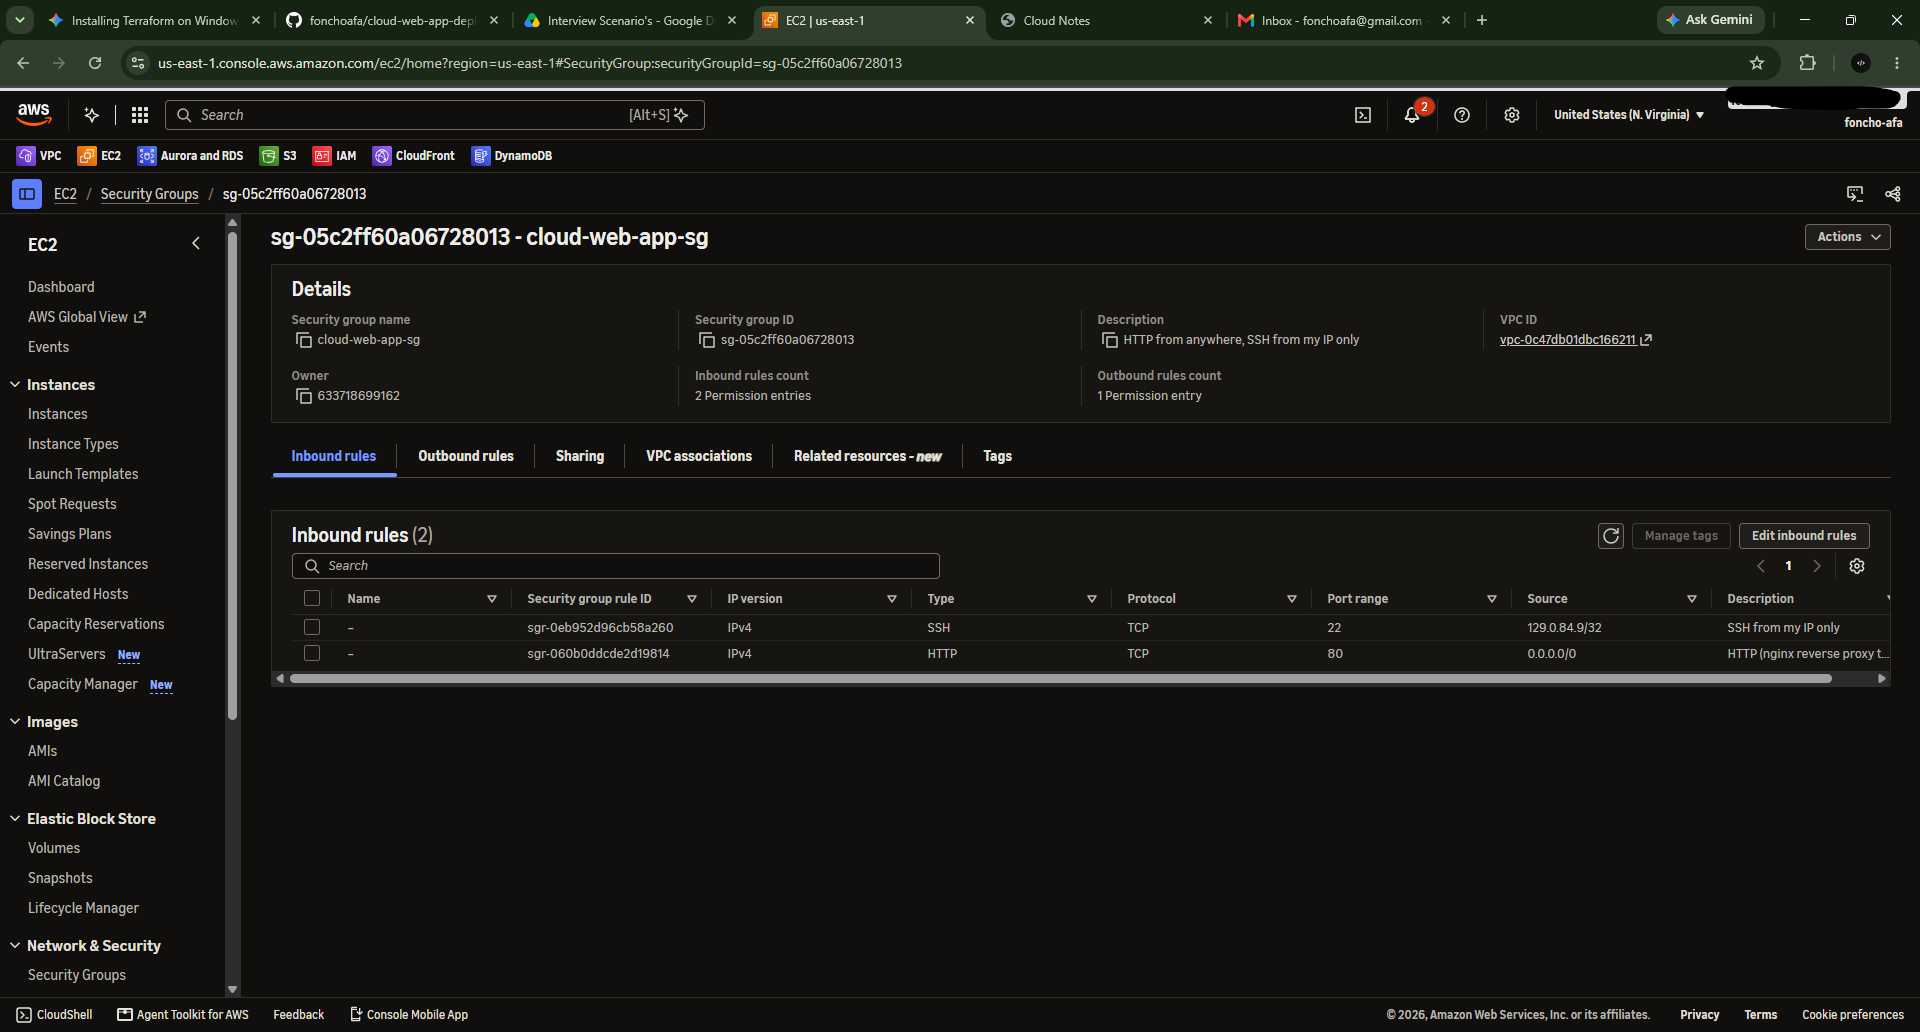 Installing Terraform on Window
fonchoafa/cloud-web-app-dep
Interview Scenario's - Google D
EC2 | us-east-1
Cloud Notes
Inbox - fonchoafa@gmail.com
Ask Gemini
us-east-1.console.aws.amazon.com/ec2/home?region=us-east-1#SecurityGroup:securityGroupId=sg-05c2ff60a06728013
aws
Search
[Alt+S]
2
United States (N. Virginia)
foncho-afa
VPC
EC2
Aurora and RDS
S3
IAM
CloudFront
DynamoDB
EC2 / Security Groups / sg-05c2ff60a06728013
EC2
Dashboard
AWS Global View
Events
Instances
Instances
Instance Types
Launch Templates
Spot Requests
Savings Plans
Reserved Instances
Dedicated Hosts
Capacity Reservations
UltraServers New
Capacity Manager New
Images
AMIs
AMI Catalog
Elastic Block Store
Volumes
Snapshots
Lifecycle Manager
Network & Security
Security Groups
sg-05c2ff60a06728013 - cloud-web-app-sg
Actions
Details
Security group name
cloud-web-app-sg
Security group ID
sg-05c2ff60a06728013
Description
HTTP from anywhere, SSH from my IP only
VPC ID
vpc-0c47db01dbc166211
Owner
633718699162
Inbound rules count
2 Permission entries
Outbound rules count
1 Permission entry
Inbound rules
Outbound rules
Sharing
VPC associations
Related resources - new
Tags
Inbound rules (2)
Manage tags
Edit inbound rules
Search
1
Name Security group rule ID IP version Type Protocol Port range Source Description
– sgr-0eb952d96cb58a260 IPv4 SSH TCP 22 129.0.84.9/32 SSH from my IP only
– sgr-060b0ddcde2d19814 IPv4 HTTP TCP 80 0.0.0.0/0 HTTP (nginx reverse proxy t...
CloudShell
Agent Toolkit for AWS
Feedback
Console Mobile App
© 2026, Amazon Web Services, Inc. or its affiliates.
Privacy
Terms
Cookie preferences